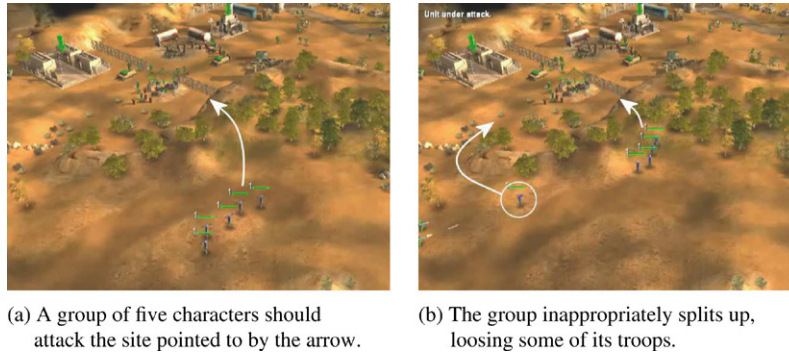 Unit under attack.
(a) A group of five characters should
attack the site pointed to by the arrow.
(b) The group inappropriately splits up,
loosing some of its troops.